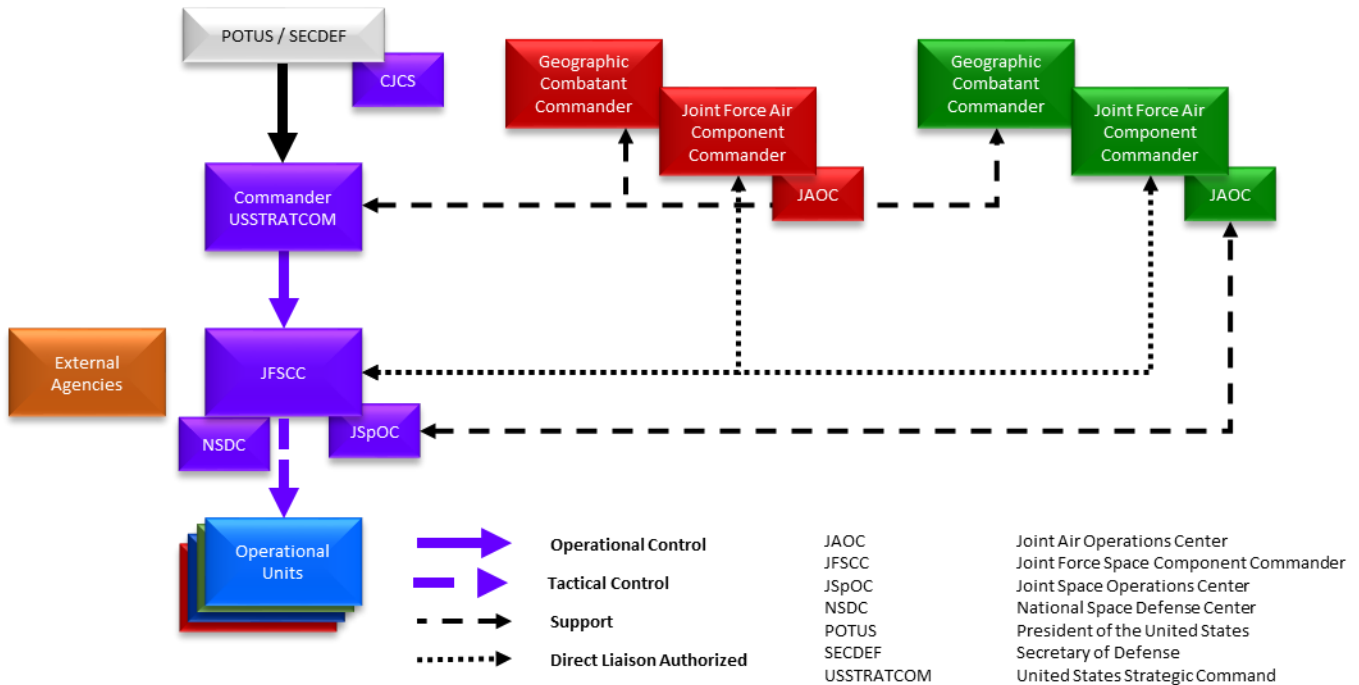 POTUS / SECDEF
CJCS
Geographic
Combatant
Commander
Joint Force Air
Component
Commander
JAOC
Geographic
Combatant
Commander
Joint Force Air
Component
Commander
JAOC
Commander
USSTRATCOM
External
Agencies
JFSCC
NSDC
JSpOC
Operational
Units
Operational Control
Tactical Control
Support
Direct Liaison Authorized
JAOC Joint Air Operations Center
JFSCC Joint Force Space Component Commander
JSpOC Joint Space Operations Center
NSDC National Space Defense Center
POTUS President of the United States
SECDEF Secretary of Defense
USSTRATCOM United States Strategic Command